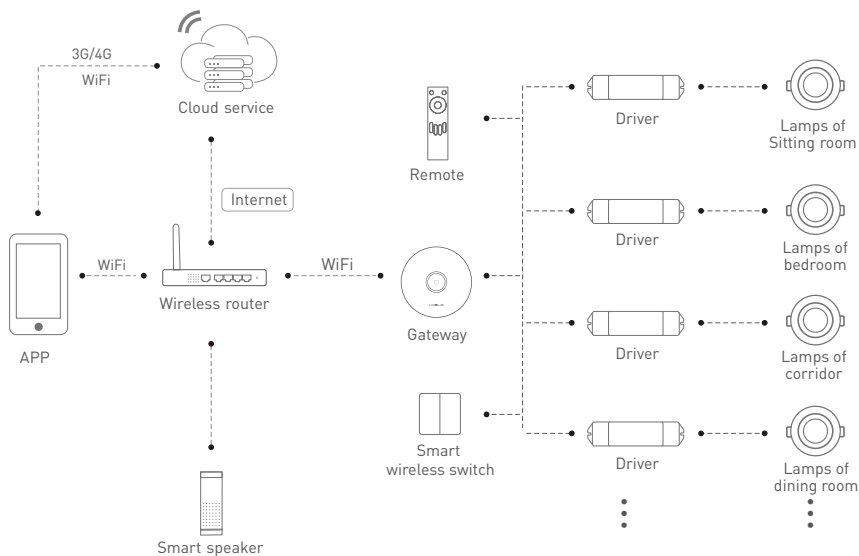 3G/4G
WiFi
Cloud service
Internet
WiFi
Wireless router
WiFi
APP
Smart speaker
Remote
Gateway
Smart
wireless switch
Driver
Lamps of
Sitting room
Driver
Lamps of
bedroom
Driver
Lamps of
corridor
Driver
Lamps of
dining room